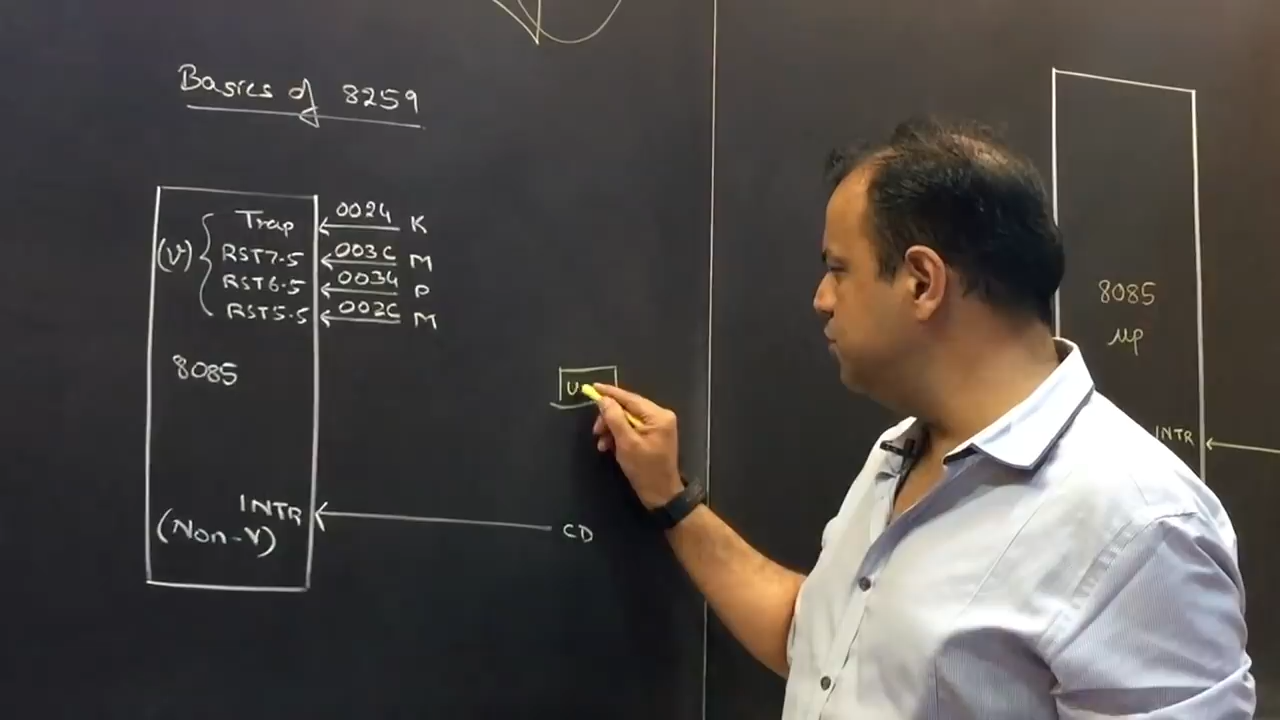 Basics of 8259
Trap 0024 K
(V) RST7.5 003C M
RST6.5 0034 P
RST5.5 002C M
8085
INTR CD
(Non-V)
8085
μp
INTR